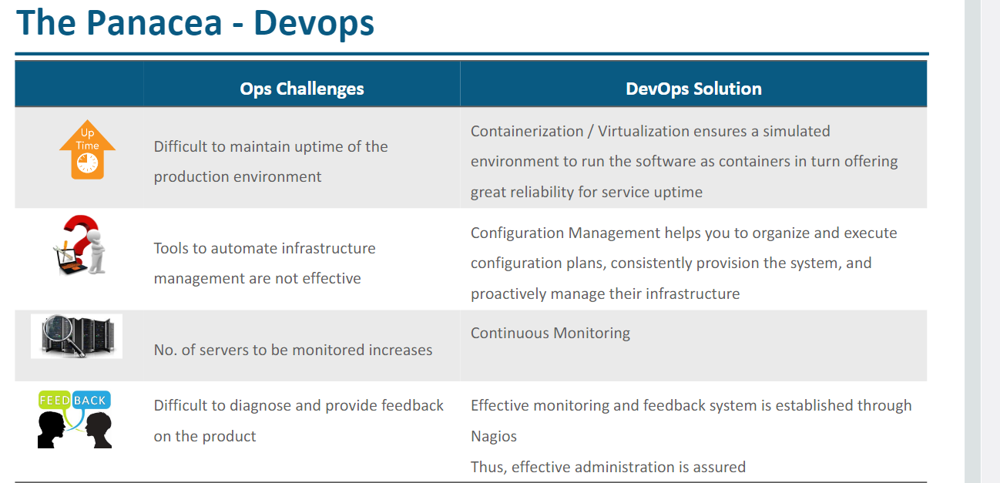 The Panacea - Devops
Ops Challenges
DevOps Solution
Up
Time
Difficult to maintain uptime of the
production environment
Containerization / Virtualization ensures a simulated
environment to run the software as containers in turn offering
great reliability for service uptime
Tools to automate infrastructure
management are not effective
Configuration Management helps you to organize and execute
configuration plans, consistently provision the system, and
proactively manage their infrastructure
No. of servers to be monitored increases
Continuous Monitoring
FEED BACK
Difficult to diagnose and provide feedback
on the product
Effective monitoring and feedback system is established through
Nagios
Thus, effective administration is assured